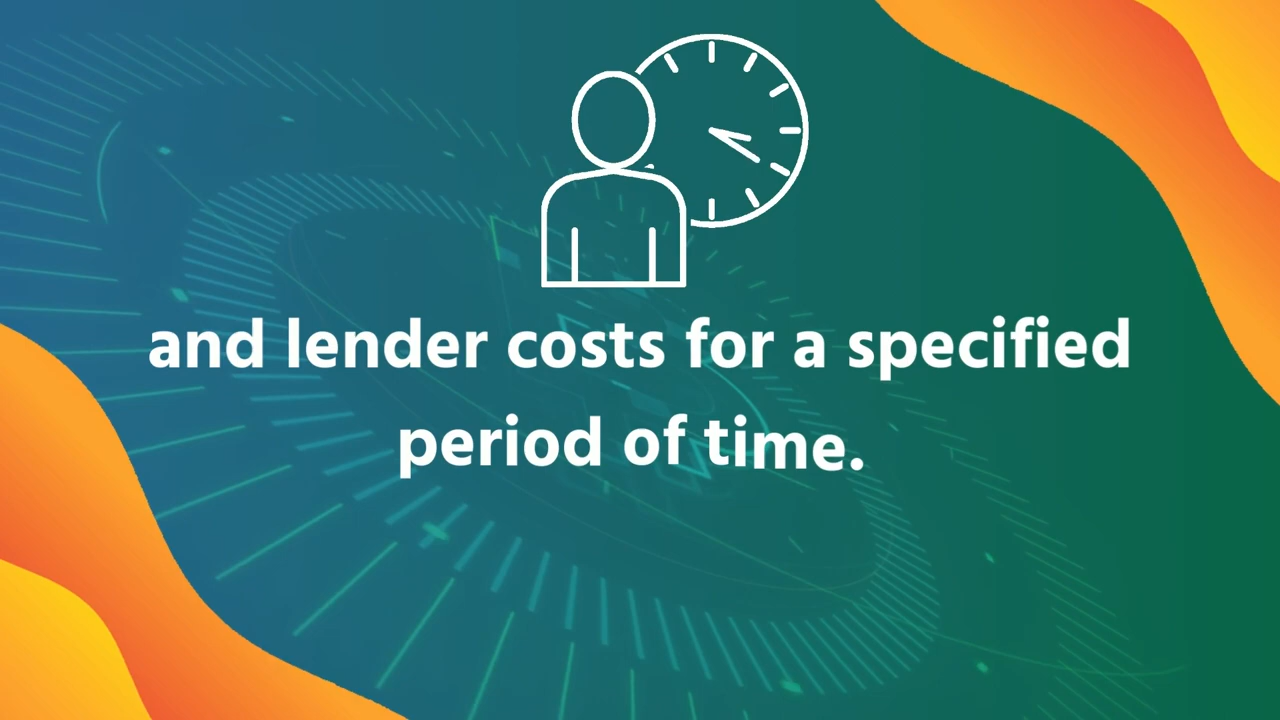 and lender costs for a specified
period of time.